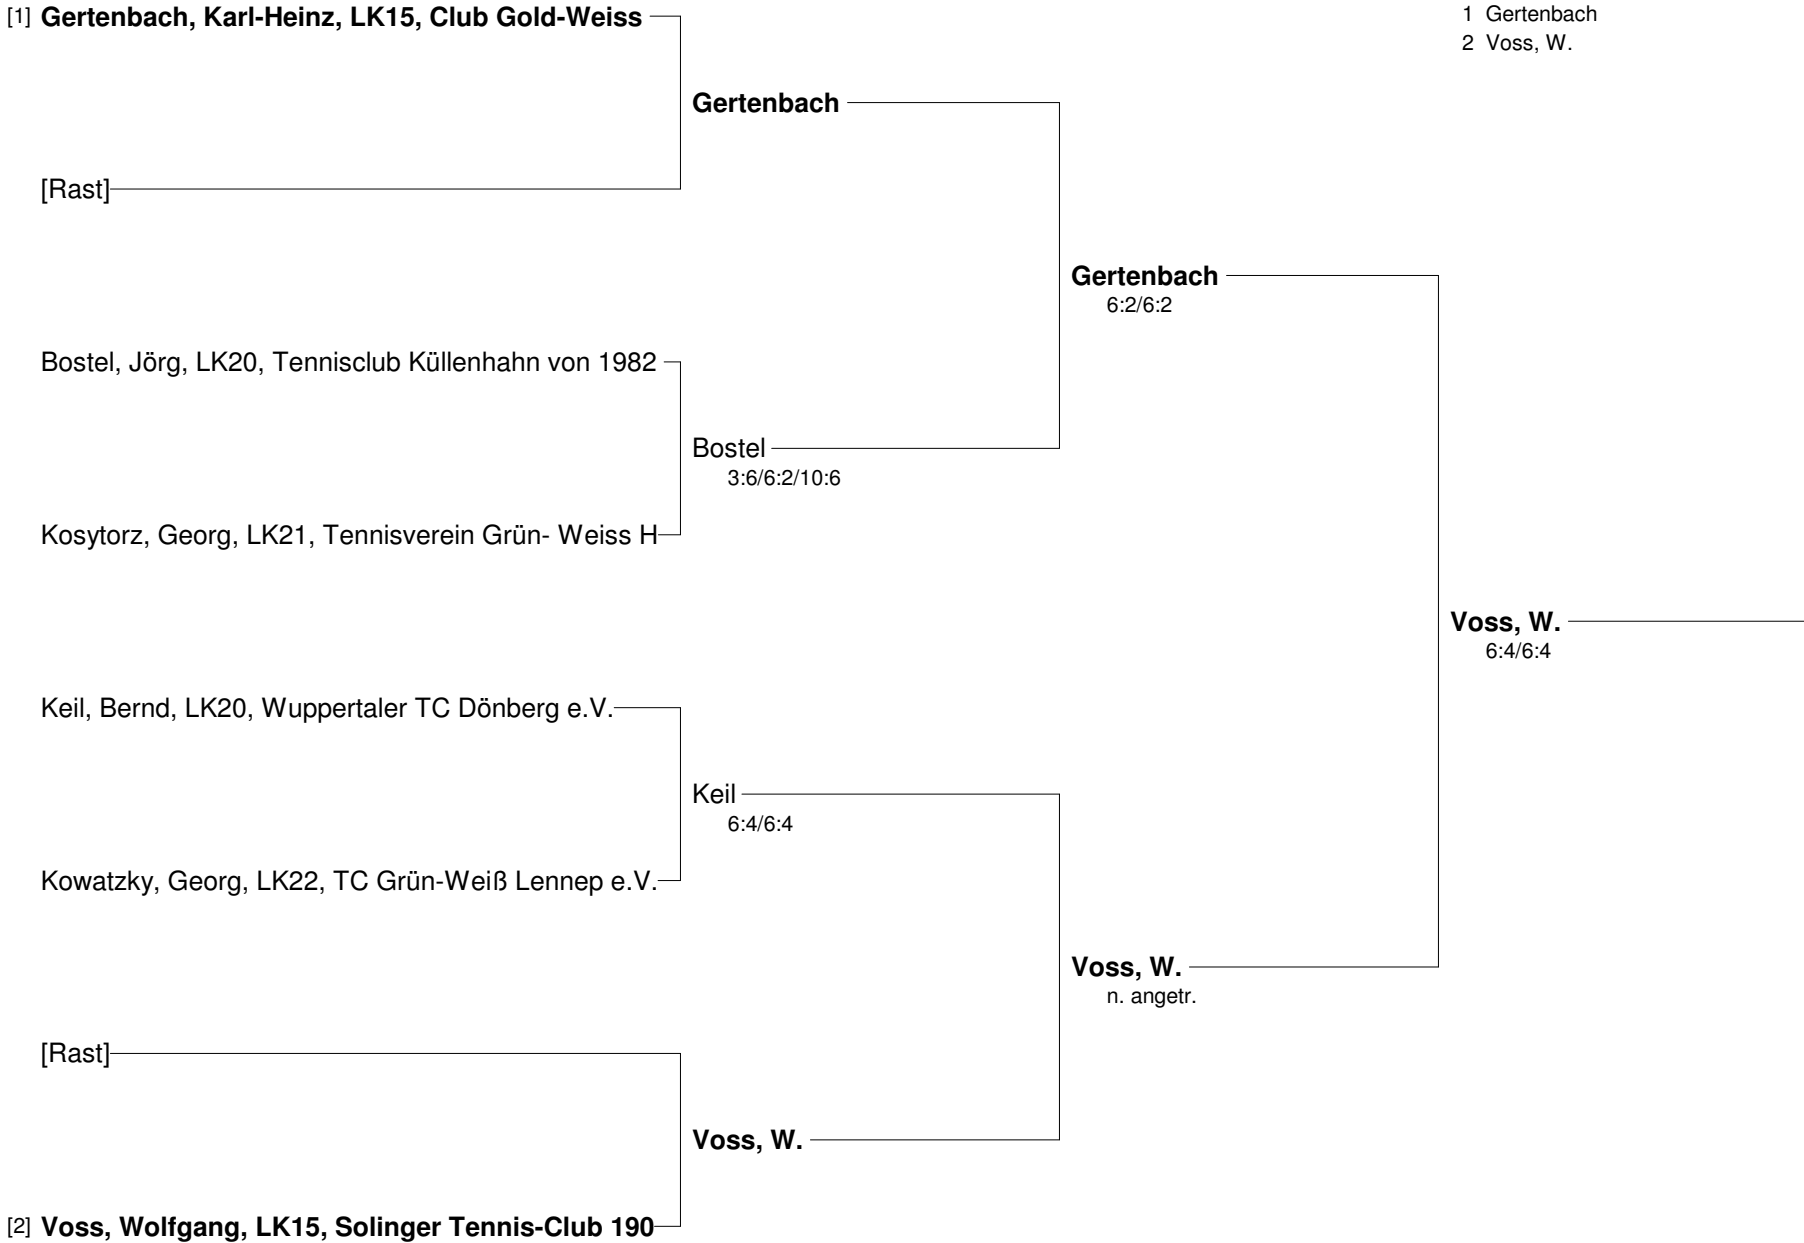 [1] Gertenbach, Karl-Heinz, LK15, Club Gold-Weiss
1 Gertenbach
2 Voss, W.
Gertenbach
[Rast]
Gertenbach
6:2/6:2
Bostel, Jörg, LK20, Tennisclub Küllenhahn von 1982
Bostel
3:6/6:2/10:6
Kosytorz, Georg, LK21, Tennisverein Grün- Weiss H
Voss, W.
6:4/6:4
Keil, Bernd, LK20, Wuppertaler TC Dönberg e.V.
Keil
6:4/6:4
Kowatzky, Georg, LK22, TC Grün-Weiß Lennep e.V.
Voss, W.
n. angetr.
[Rast]
Voss, W.
[2] Voss, Wolfgang, LK15, Solinger Tennis-Club 190